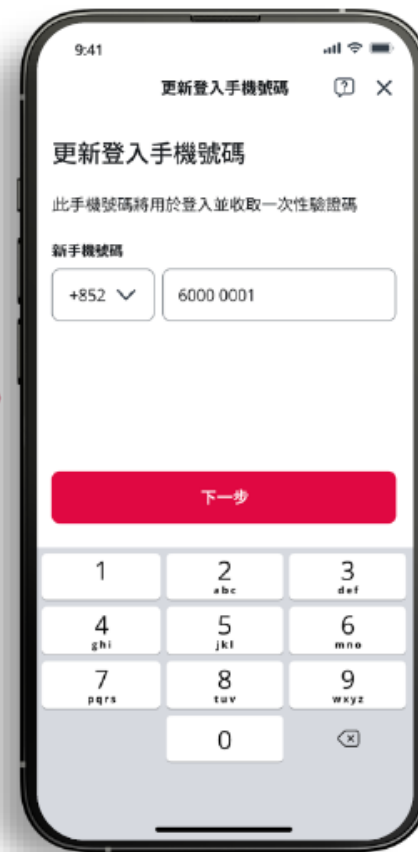 9:41
更新登入手機號碼
更新登入手機號碼
此手機號碼將用於登入並收取一次性驗證碼
新手機號碼
+852 6000 0001
下一步
1 2 3
abc def
4 5 6
ghi jkl mno
7 8 9
pqrs tuv wxyz
0